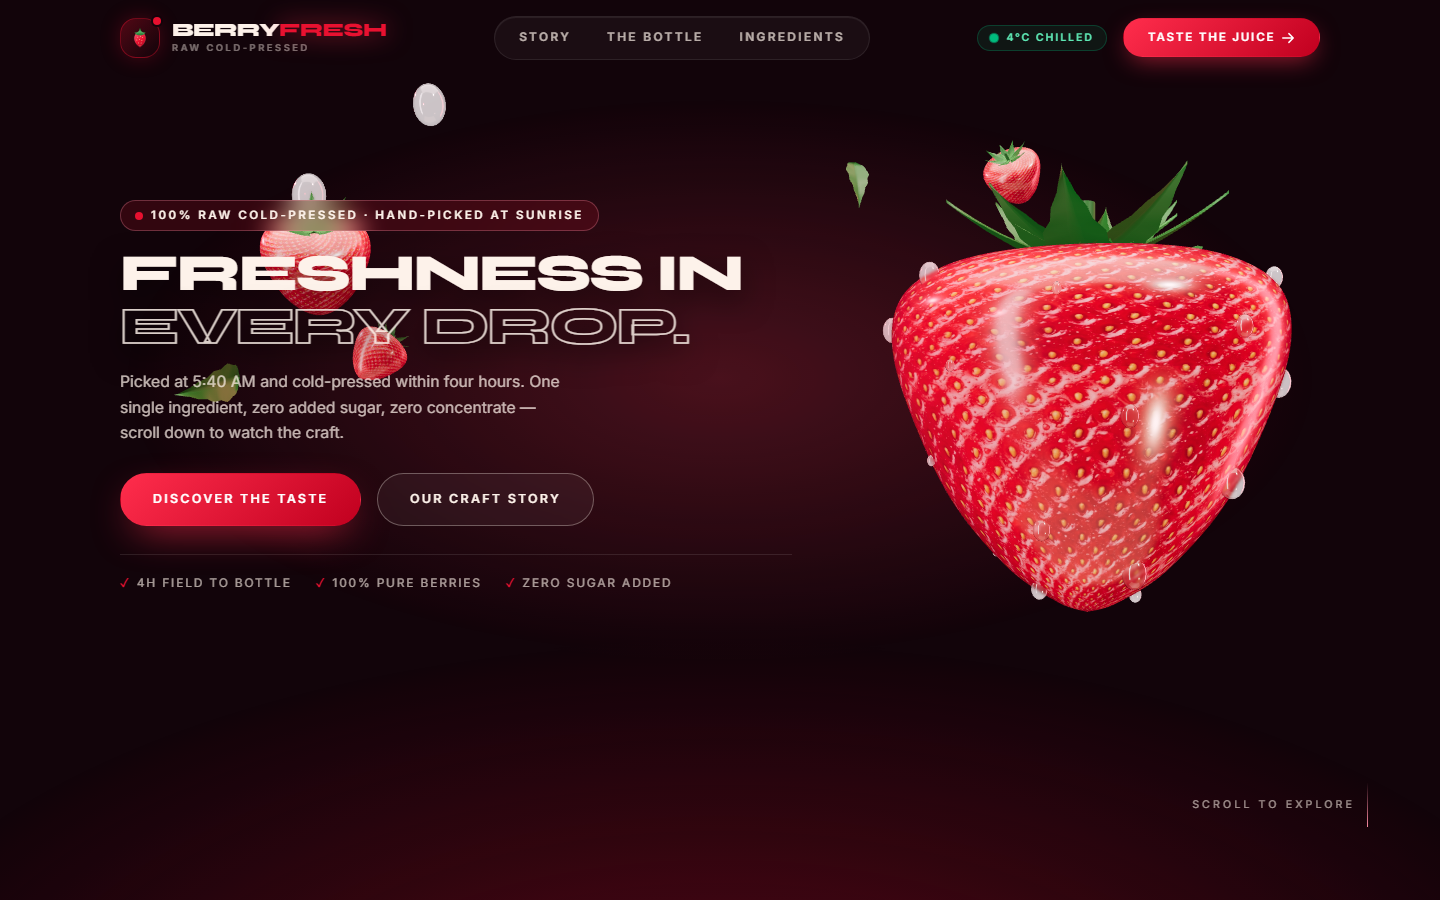 BERRYFRESH
RAW COLD-PRESSED
STORY THE BOTTLE INGREDIENTS
4°C CHILLED
TASTE THE JUICE →
100% RAW COLD-PRESSED · HAND-PICKED AT SUNRISE
FRESHNESS IN
EVERY DROP.
Picked at 5:40 AM and cold-pressed within four hours. One
single ingredient, zero added sugar, zero concentrate —
scroll down to watch the craft.
DISCOVER THE TASTE
OUR CRAFT STORY
✓ 4H FIELD TO BOTTLE ✓ 100% PURE BERRIES ✓ ZERO SUGAR ADDED
SCROLL TO EXPLORE